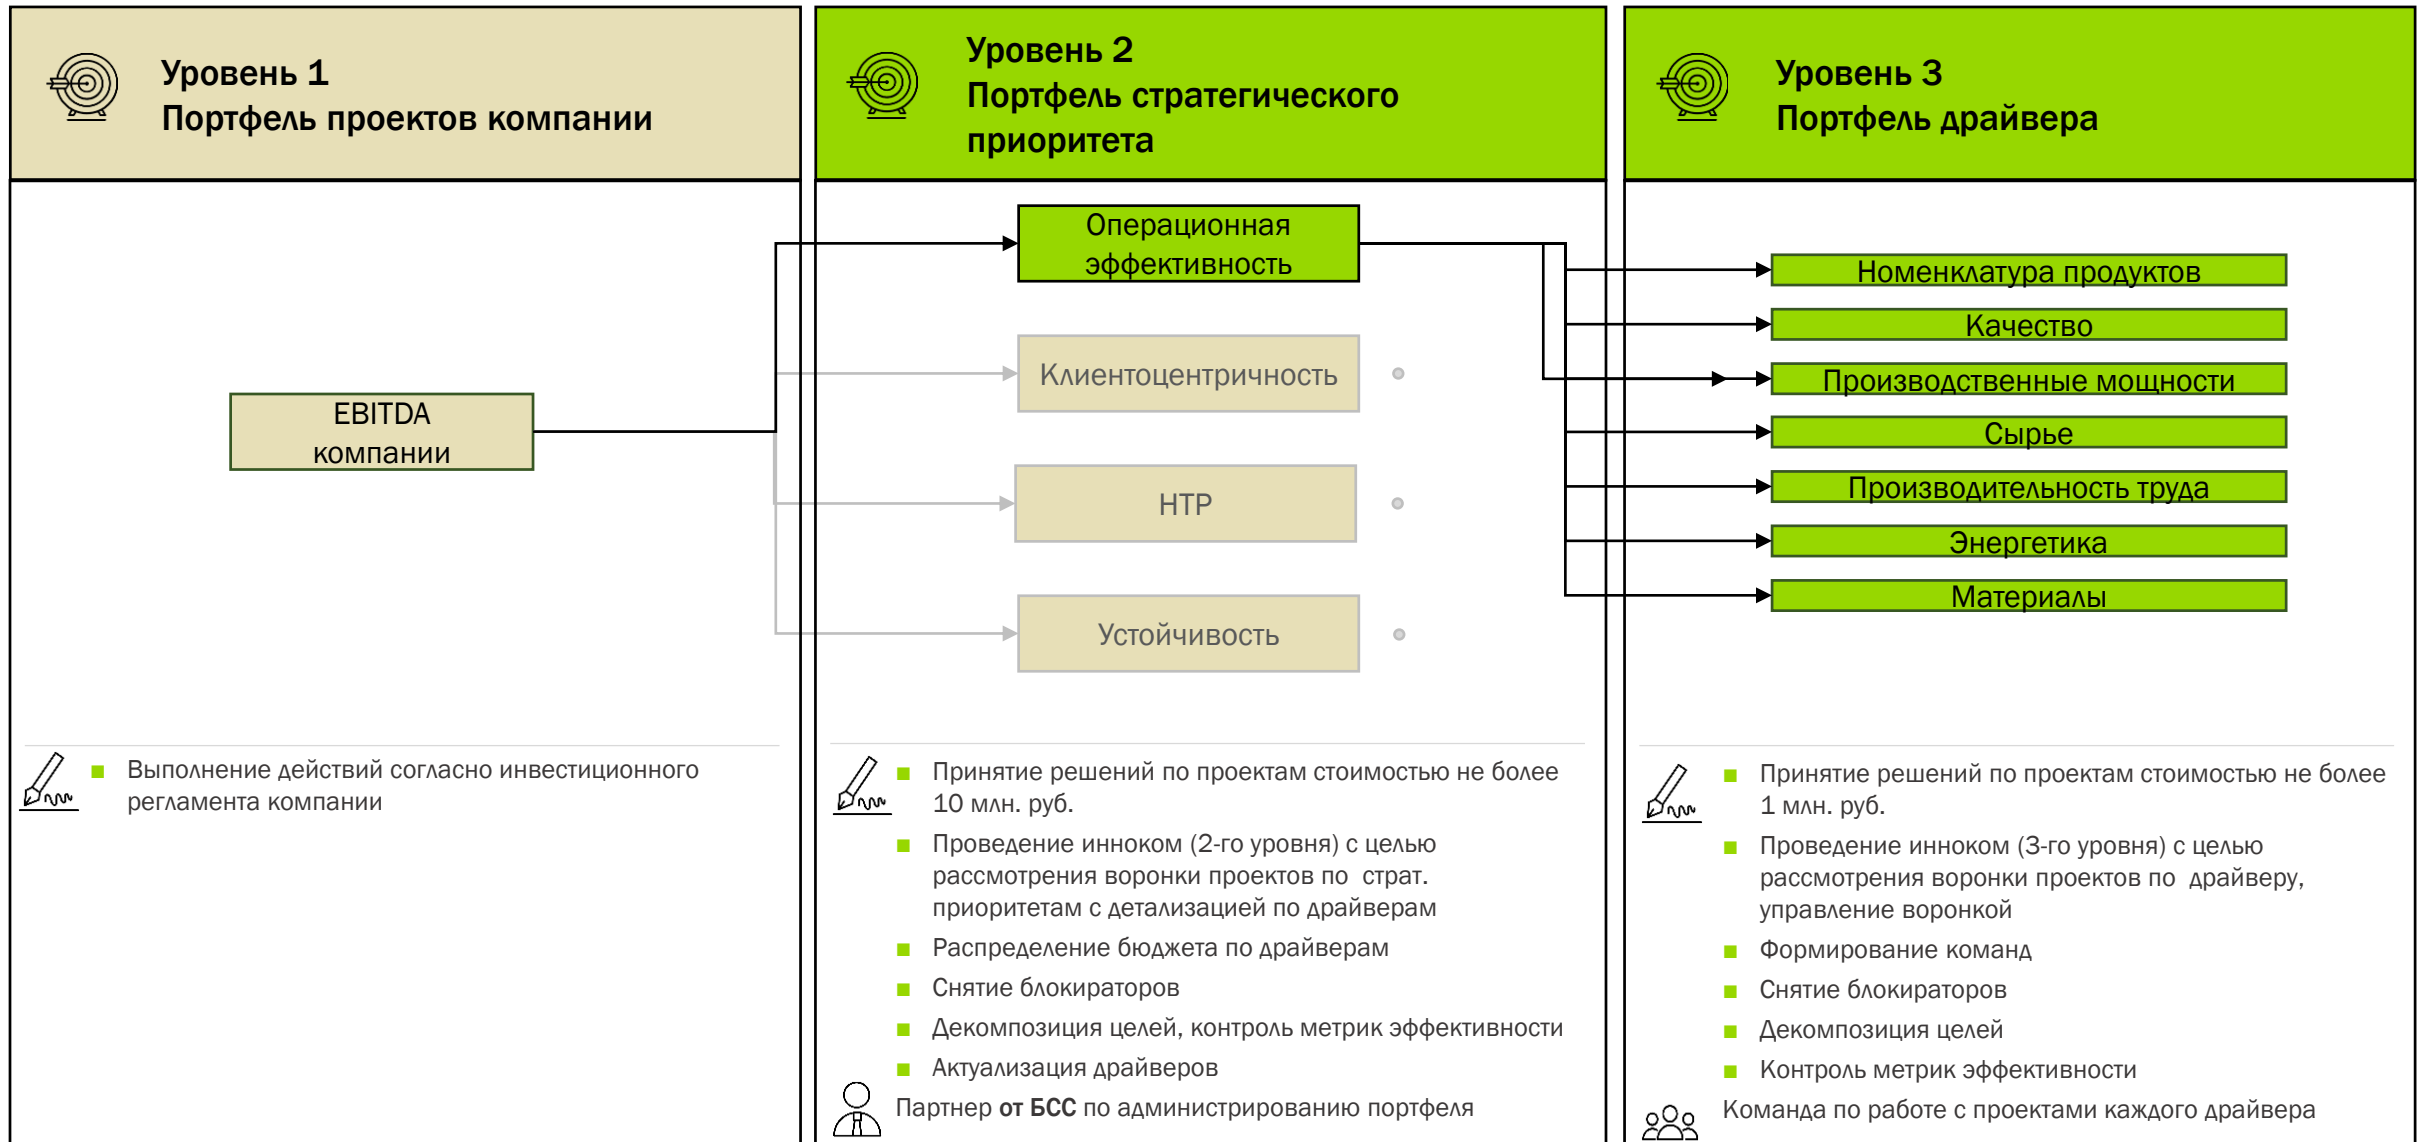 Уровень 1
Портфель проектов компании
EBITDA
компании
Выполнение действий согласно инвестиционного
регламента компании
Уровень 2
Портфель стратегического
приоритета
Операционная
эффективность
Клиентоцентричность
НТР
Устойчивость
Принятие решений по проектам стоимостью не более
10 млн. руб.
Проведение инноком (2-го уровня) с целью
рассмотрения воронки проектов по страт.
приоритетам с детализацией по драйверам
Распределение бюджета по драйверам
Снятие блокираторов
Декомпозиция целей, контроль метрик эффективности
Актуализация драйверов
Партнер от БСС по администрированию портфеля
Уровень 3
Портфель драйвера
Номенклатура продуктов
Качество
Производственные мощности
Сырье
Производительность труда
Энергетика
Материалы
Принятие решений по проектам стоимостью не более
1 млн. руб.
Проведение инноком (3-го уровня) с целью
рассмотрения воронки проектов по драйверу,
управление воронкой
Формирование команд
Снятие блокираторов
Декомпозиция целей
Контроль метрик эффективности
Команда по работе с проектами каждого драйвера